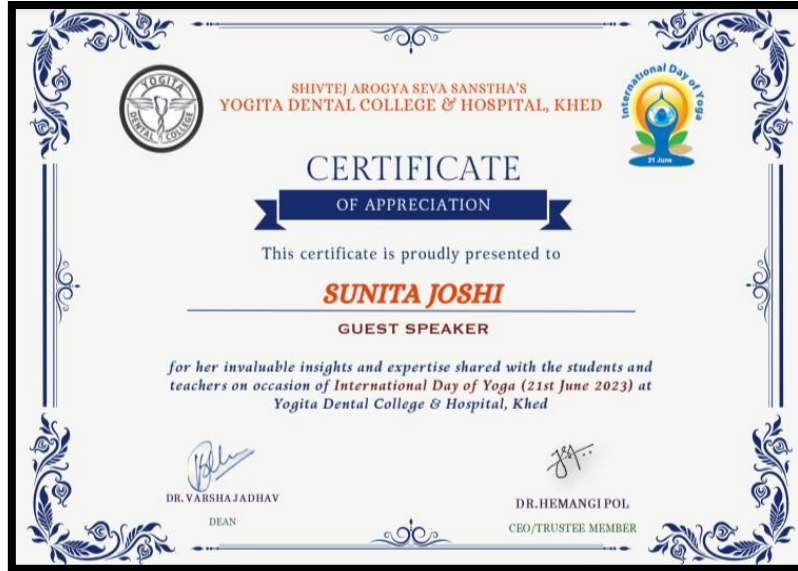 SHIVTEJ AROGYA SEVA SANSTHA'S
YOGITA DENTAL COLLEGE & HOSPITAL, KHED
YOGITA
DENTAL COLLEGE
International Day of Yoga
21 June
CERTIFICATE
OF APPRECIATION
This certificate is proudly presented to
SUNITA JOSHI
GUEST SPEAKER
for her invaluable insights and expertise shared with the students and
teachers on occasion of International Day of Yoga (21st June 2023) at
Yogita Dental College & Hospital, Khed
DR. VARSHA JADHAV
DEAN
DR.HEMANGI POL
CEO/TRUSTEE MEMBER